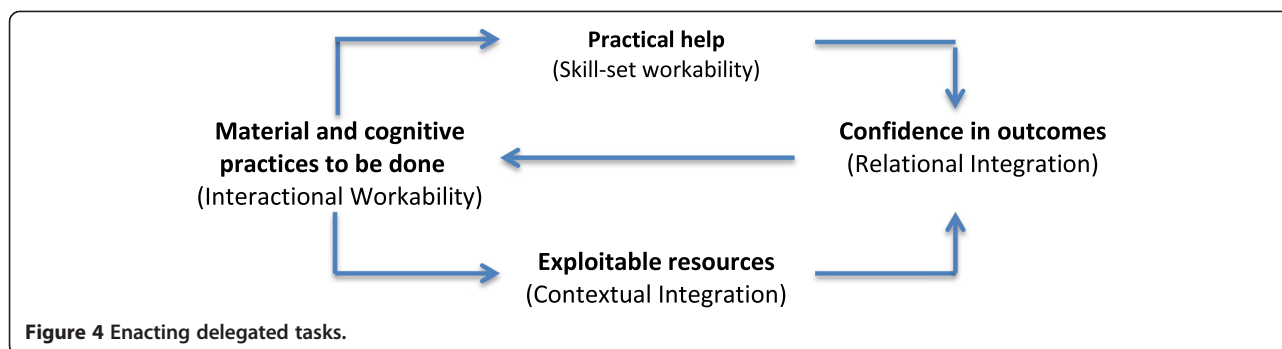 Practical help
(Skill-set workability)
Material and cognitive
practices to be done
(Interactional Workability)
Confidence in outcomes
(Relational Integration)
Exploitable resources
(Contextual Integration)
Figure 4 Enacting delegated tasks.